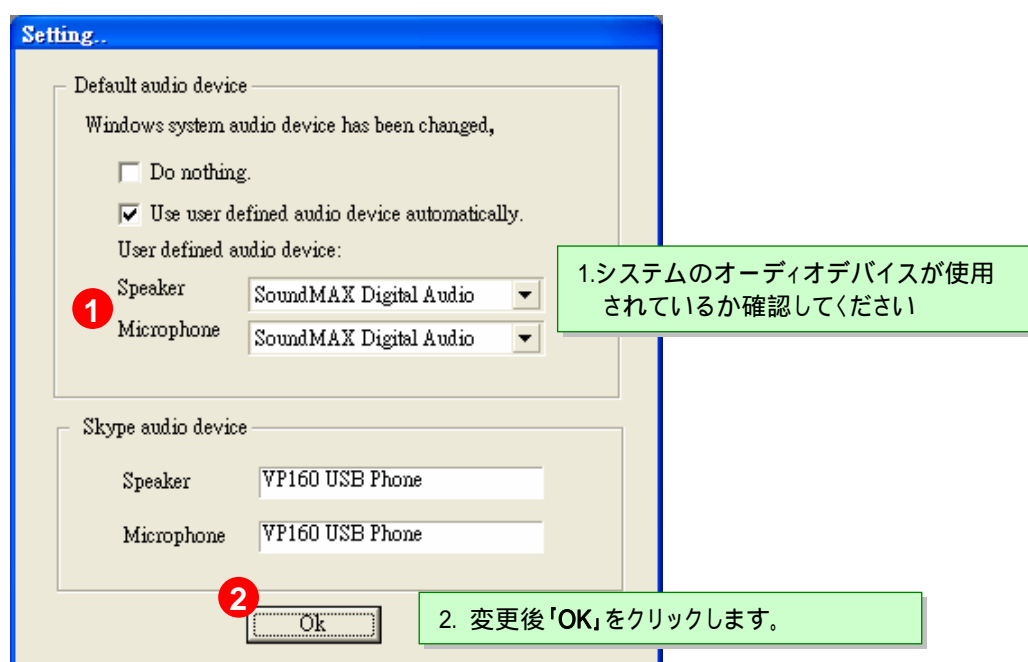 Setting..
Default audio device
Windows system audio device has been changed,
Do nothing.
Use user defined audio device automatically.
User defined audio device:
1
Speaker
SoundMAX Digital Audio
Microphone
SoundMAX Digital Audio
1.システムのオーディオデバイスが使用
されているか確認してください
Skype audio device
Speaker
VP160 USB Phone
Microphone
VP160 USB Phone
2
Ok
2. 変更後「OK」をクリックします。